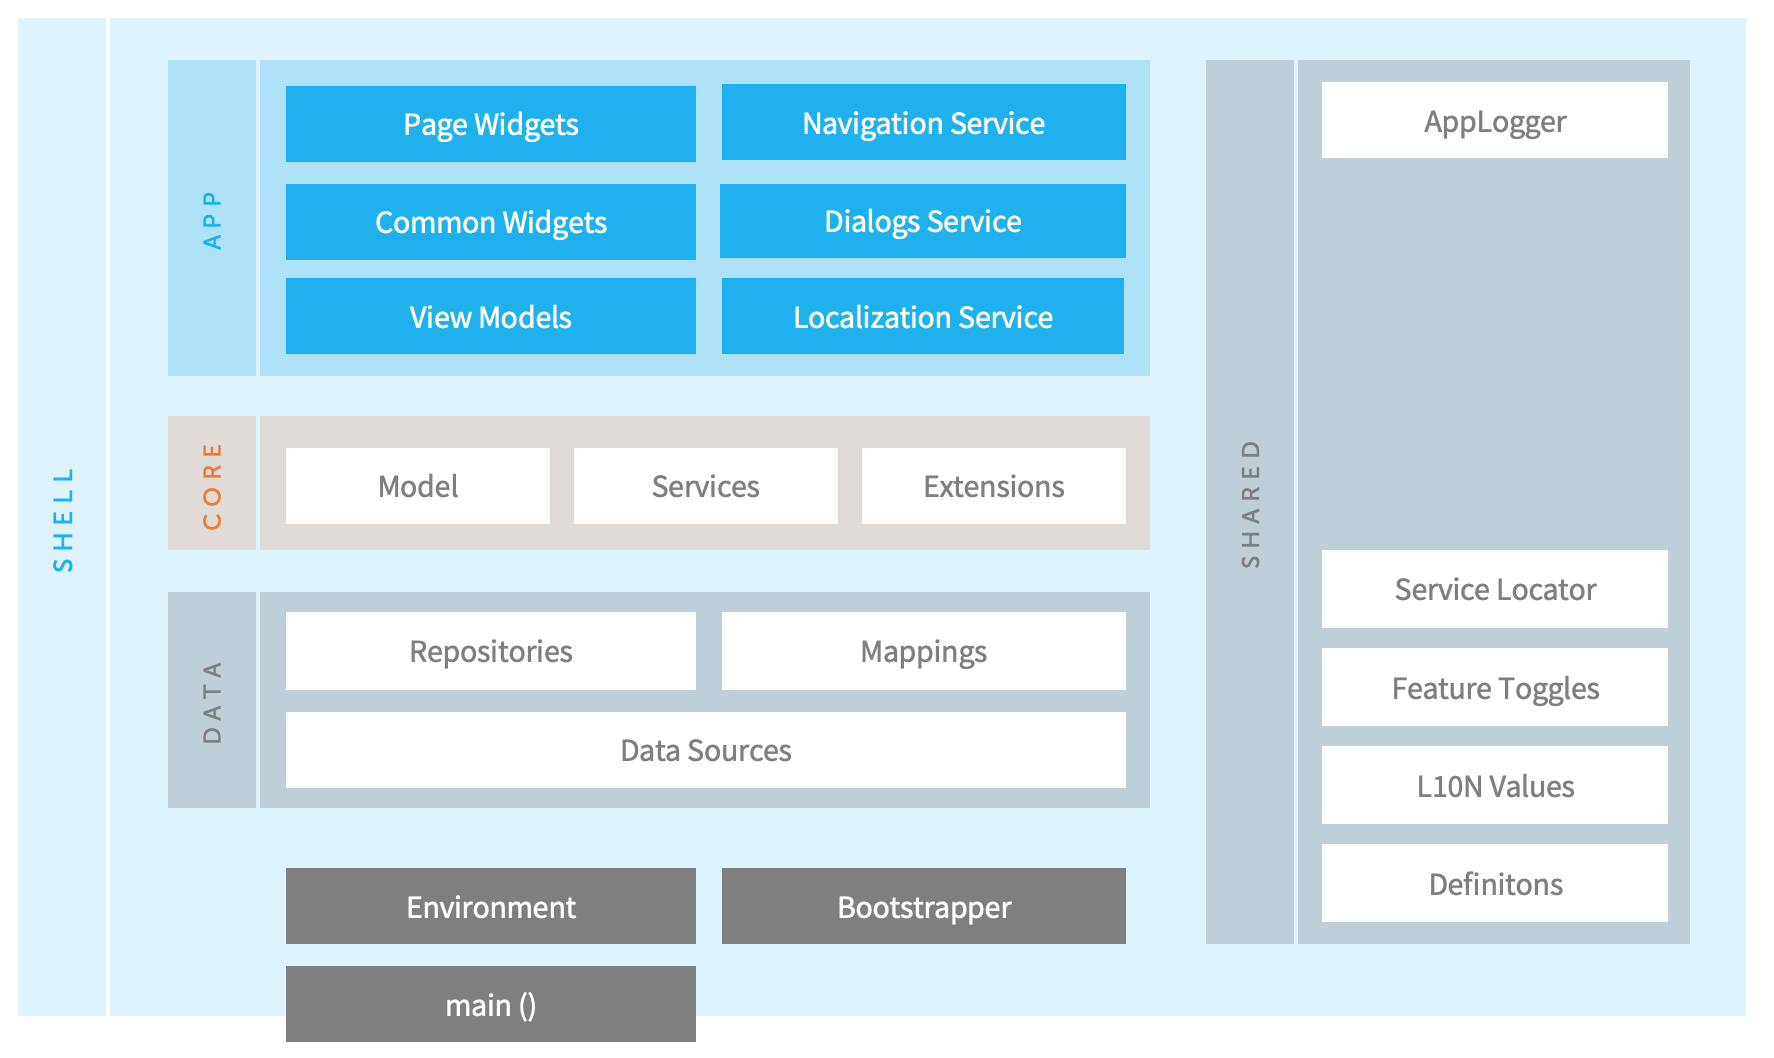 SHELL
APP
Page Widgets
Navigation Service
Common Widgets
Dialogs Service
View Models
Localization Service
CORE
Model
Services
Extensions
DATA
Repositories
Mappings
Data Sources
Environment
Bootstrapper
main ()
SHARED
AppLogger
Service Locator
Feature Toggles
L10N Values
Definitons